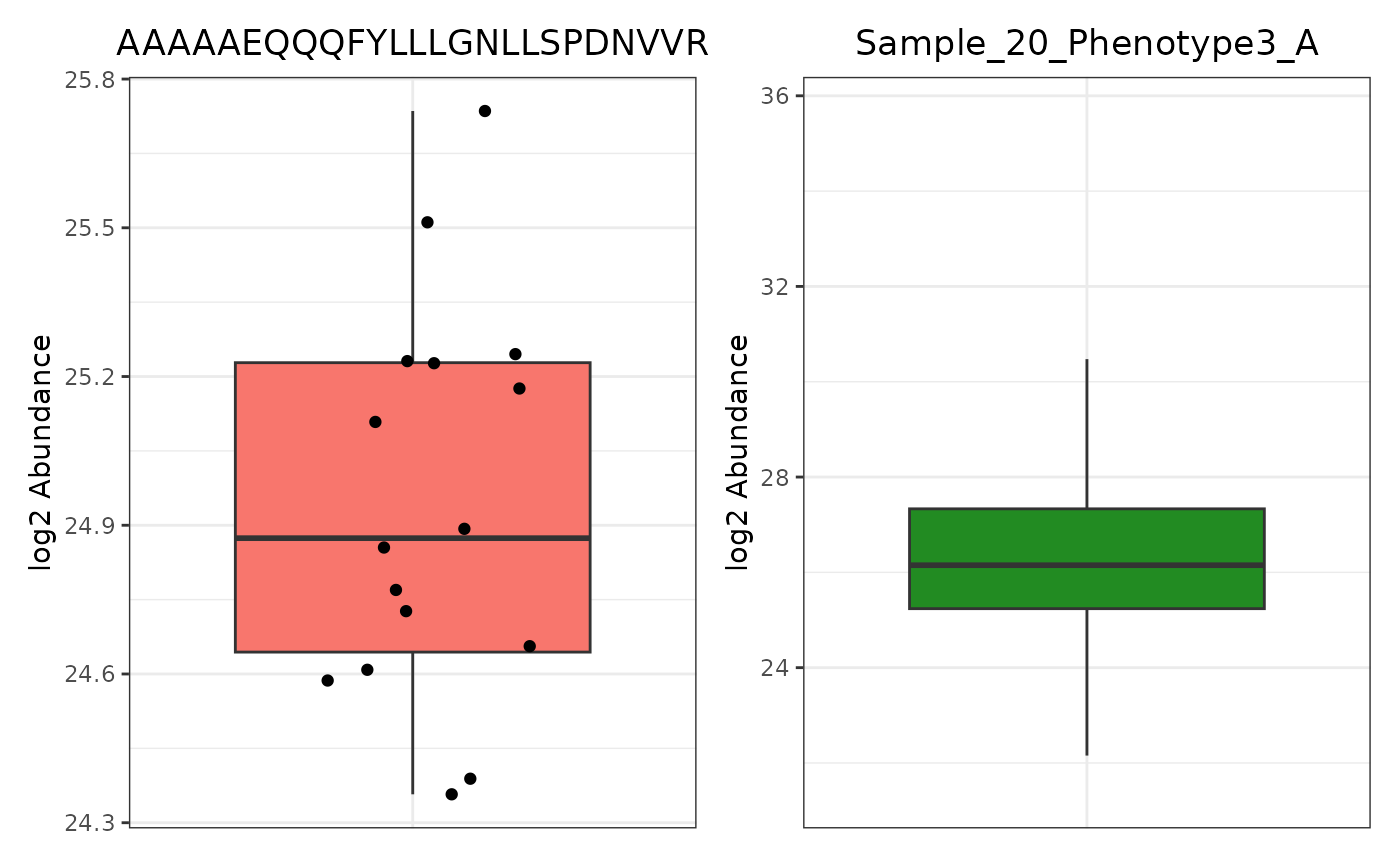 AAAAAEQQQFYLLLGNLLSPDNVVR
25.8
25.5
25.2
24.9
24.6
24.3
log2 Abundance
Sample_20_Phenotype3_A
36
32
28
24
log2 Abundance